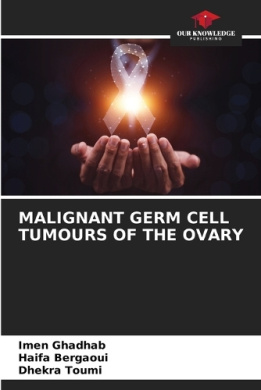 OUR KNOWLEDGE
PUBLISHING
MALIGNANT GERM CELL
TUMOURS OF THE OVARY
Imen Ghadhab
Haifa Bergaoui
Dhekra Toumi